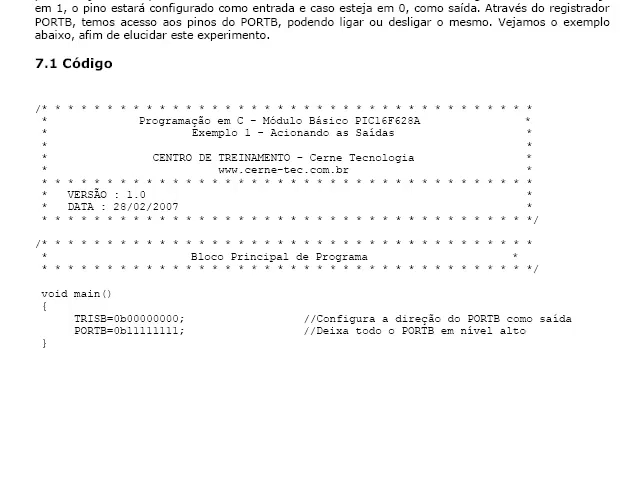 em 1, o pino estará configurado como entrada e caso esteja em 0, como saída. Através do registrador
PORTB, temos acesso aos pinos do PORTB, podendo ligar ou desligar o mesmo. Vejamos o exemplo
abaixo, afim de elucidar este experimento.
7.1 Código
/* * * * * * * * * * * * * * * * * * * * * * * * * * * * * * * * * * * * * *
* Programação em C - Módulo Básico PIC16F628A *
* Exemplo 1 - Acionando as Saídas *
* *
* CENTRO DE TREINAMENTO - Cerne Tecnologia *
* www.cerne-tec.com.br *
* * * * * * * * * * * * * * * * * * * * * * * * * * * * * * * * * * * * * *
* VERSÃO : 1.0 *
* DATA : 28/02/2007 *
* * * * * * * * * * * * * * * * * * * * * * * * * * * * * * * * * * * * * */
/* * * * * * * * * * * * * * * * * * * * * * * * * * * * * * * * * * * * * *
* Bloco Principal de Programa *
* * * * * * * * * * * * * * * * * * * * * * * * * * * * * * * * * * * * * */
void main()
{
TRISB=0b00000000; //Configura a direção do PORTB como saída
PORTB=0b11111111; //Deixa todo o PORTB em nível alto
}